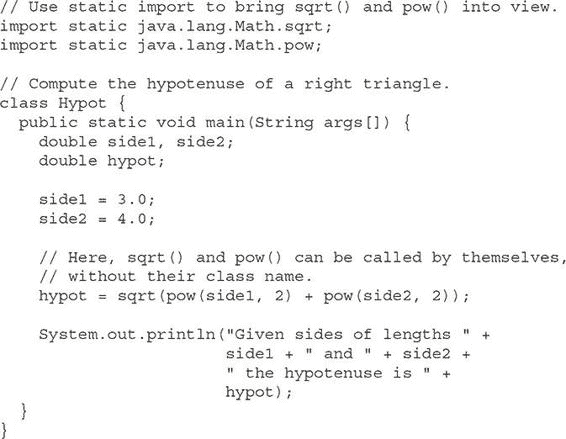 // Use static import to bring sqrt() and pow() into view.
import static java.lang.Math.sqrt;
import static java.lang.Math.pow;

// Compute the hypotenuse of a right triangle.
class Hypot {
  public static void main(String args[]) {
    double side1, side2;
    double hypot;

    side1 = 3.0;
    side2 = 4.0;

    // Here, sqrt() and pow() can be called by themselves,
    // without their class name.
    hypot = sqrt(pow(side1, 2) + pow(side2, 2));

    System.out.println("Given sides of lengths " +
                       side1 + " and " + side2 +
                       " the hypotenuse is " +
                       hypot);
  }
}